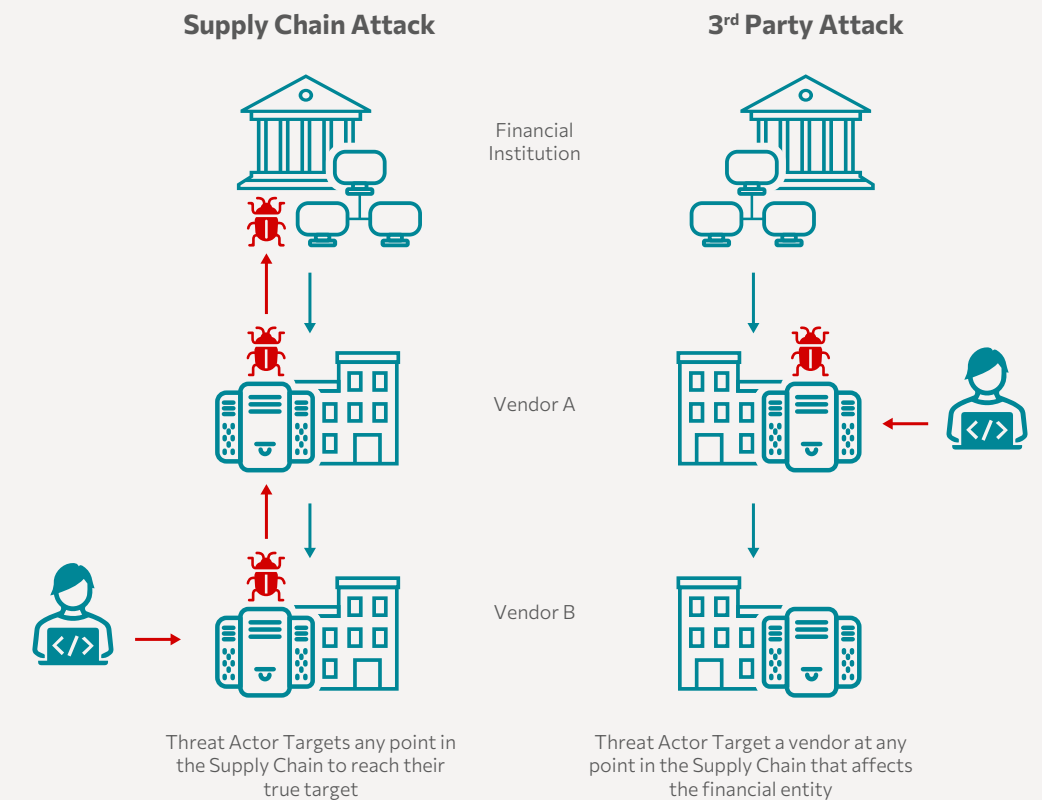 Supply Chain Attack
3rd Party Attack
Financial
Institution
Vendor A
</>
</>
Vendor B
Threat Actor Targets any point in
the Supply Chain to reach their
true target
Threat Actor Target a vendor at any
point in the Supply Chain that affects
the financial entity